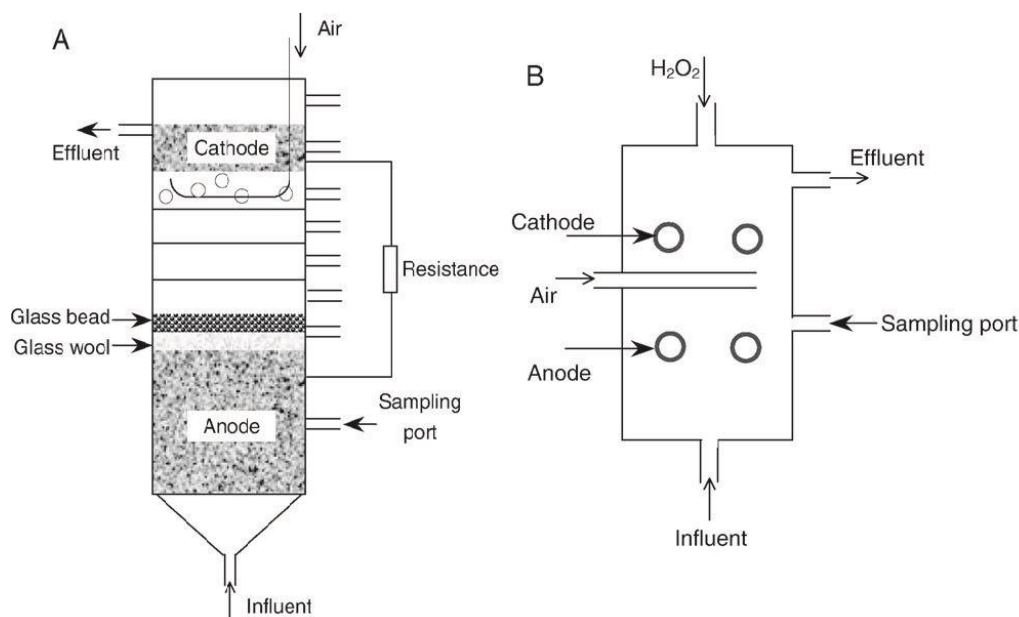 A
Air
Effluent
Cathode
Resistance
Glass bead
Glass wool
Anode
Sampling
port
Influent
B
H₂O₂
Effluent
Cathode
Air
Sampling port
Anode
Influent